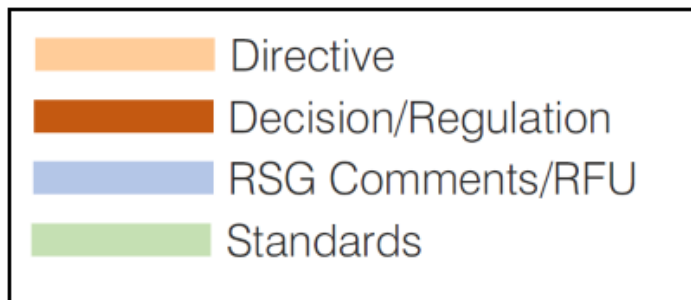 Directive
Decision/Regulation
RSG Comments/RFU
Standards